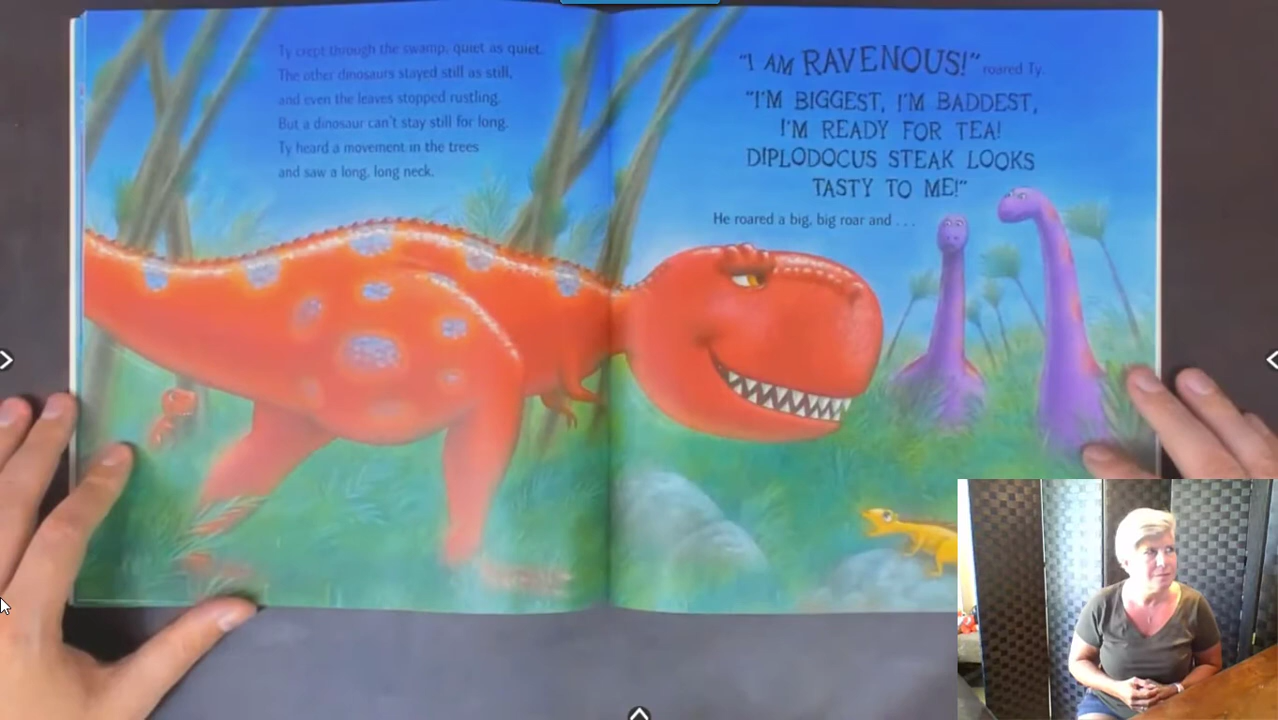 Ty crept through the swamp, quiet as quiet.
The other dinosaurs stayed still as still,
and even the leaves stopped rustling.
But a dinosaur can't stay still for long.
Ty heard a movement in the trees
and saw a long, long neck.
"I AM RAVENOUS!" roared Ty.
"I'M BIGGEST, I'M BADDEST,
I'M READY FOR TEA!
DIPLODOCUS STEAK LOOKS
TASTY TO ME!"
He roared a big, big roar and . . .